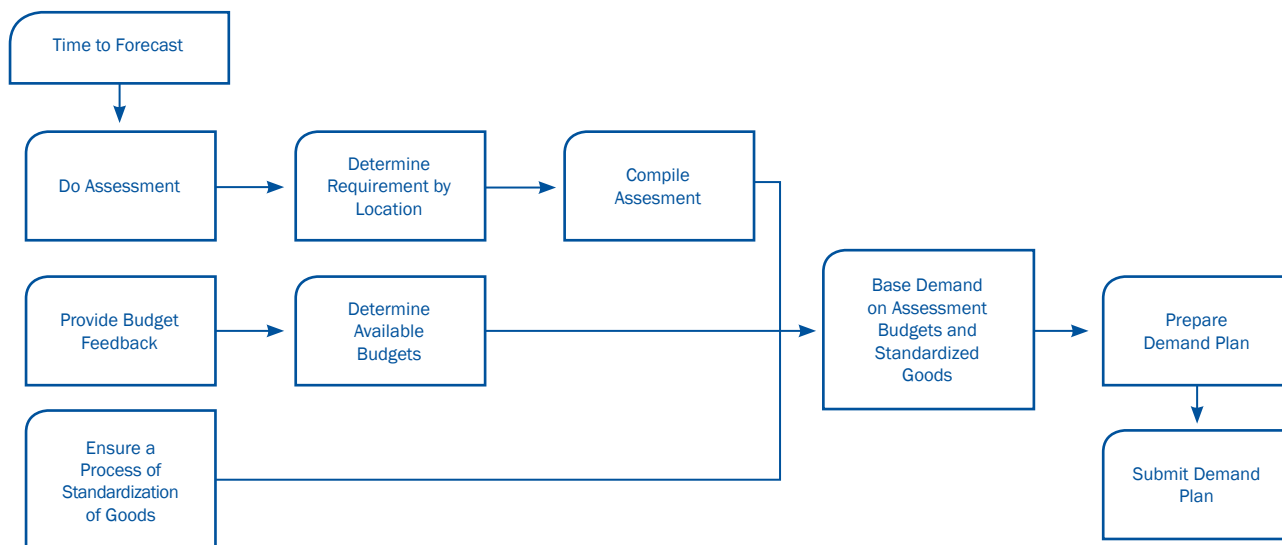 Time to Forecast
Do Assessment
Determine
Requirement by
Location
Compile
Assesment
Provide Budget
Feedback
Determine
Available
Budgets
Base Demand
on Assessment
Budgets and
Standardized
Goods
Prepare
Demand Plan
Ensure a
Process of
Standardization
of Goods
Submit Demand
Plan